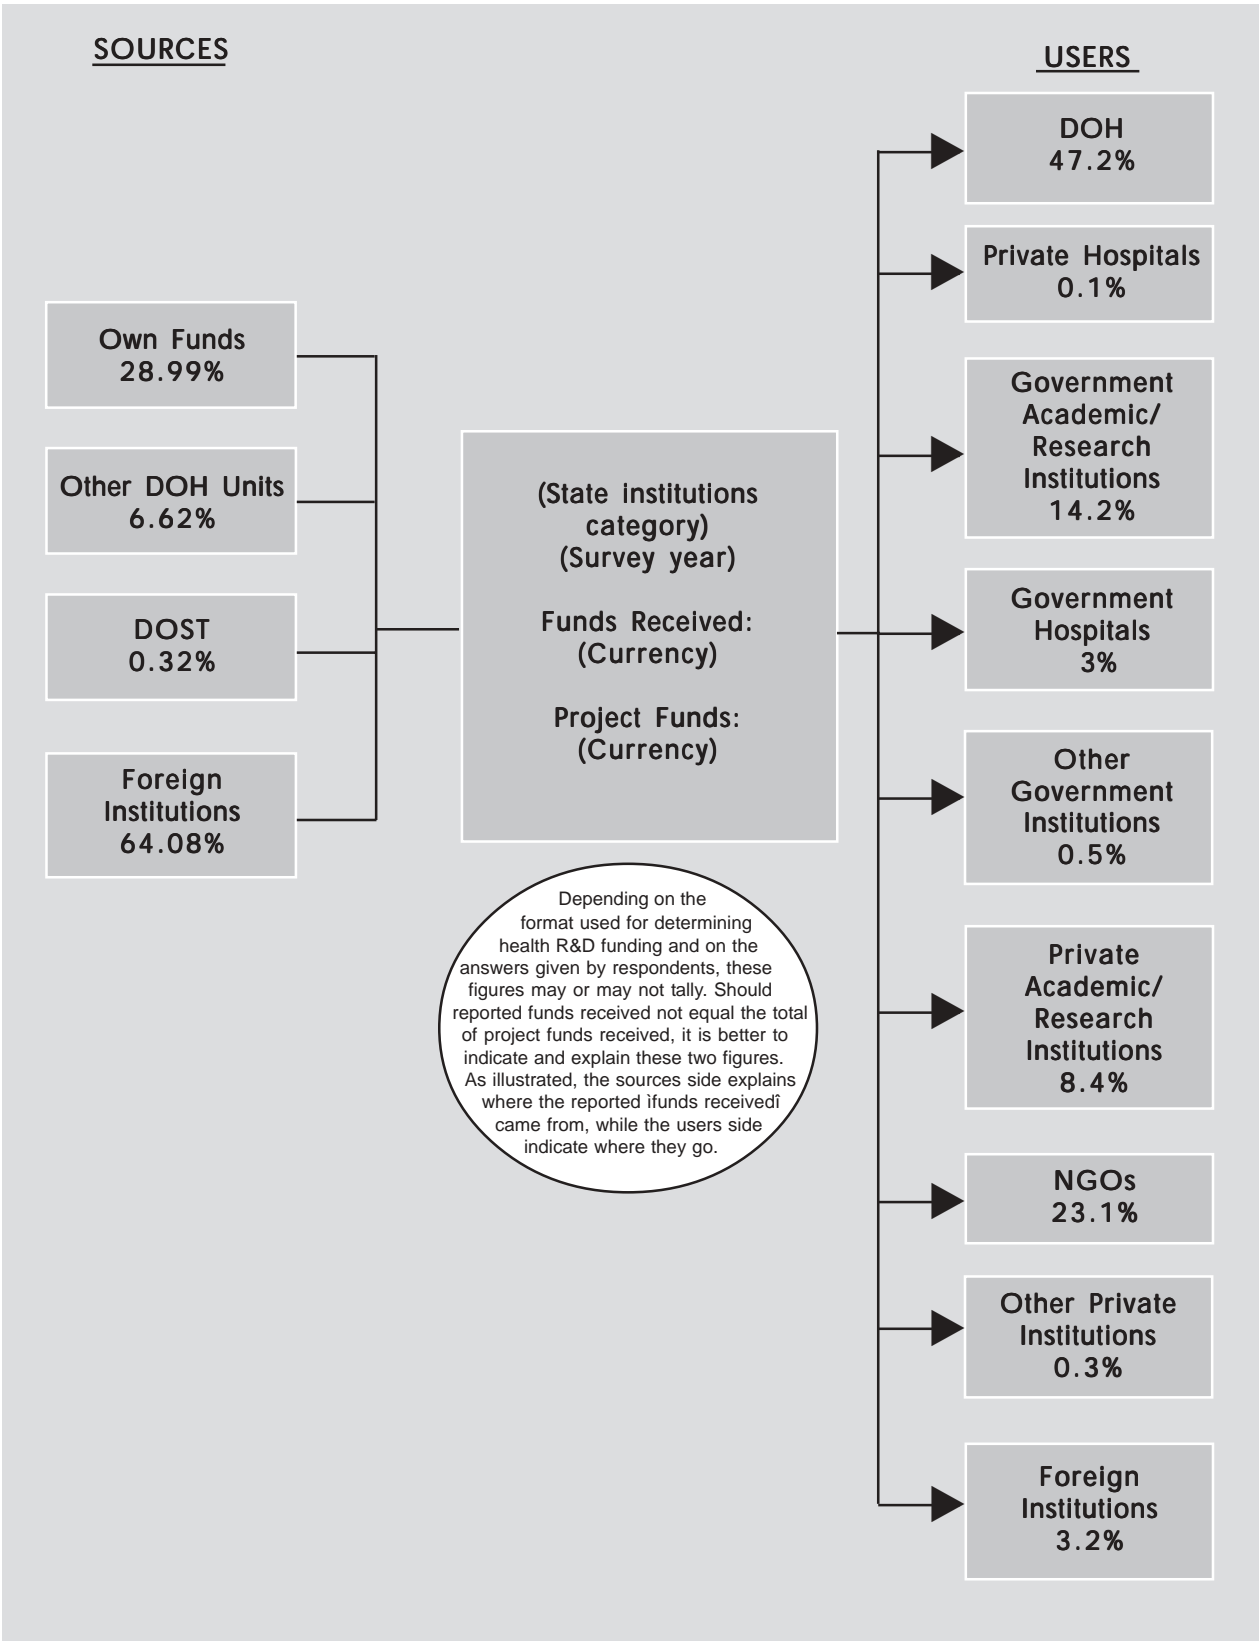 SOURCES
Own Funds
28.99%
Other DOH Units
6.62%
DOST
0.32%
Foreign
Institutions
64.08%
(State institutions
category)
(Survey year)
Funds Received:
(Currency)
Project Funds:
(Currency)
Depending on the
format used for determining
health R&D funding and on the
answers given by respondents, these
figures may or may not tally. Should
reported funds received not equal the total
of project funds received, it is better to
indicate and explain these two figures.
As illustrated, the sources side explains
where the reported ìfunds receivedî
came from, while the users side
indicate where they go.
USERS
DOH
47.2%
Private Hospitals
0.1%
Government
Academic/
Research
Institutions
14.2%
Government
Hospitals
3%
Other
Government
Institutions
0.5%
Private
Academic/
Research
Institutions
8.4%
NGOs
23.1%
Other Private
Institutions
0.3%
Foreign
Institutions
3.2%